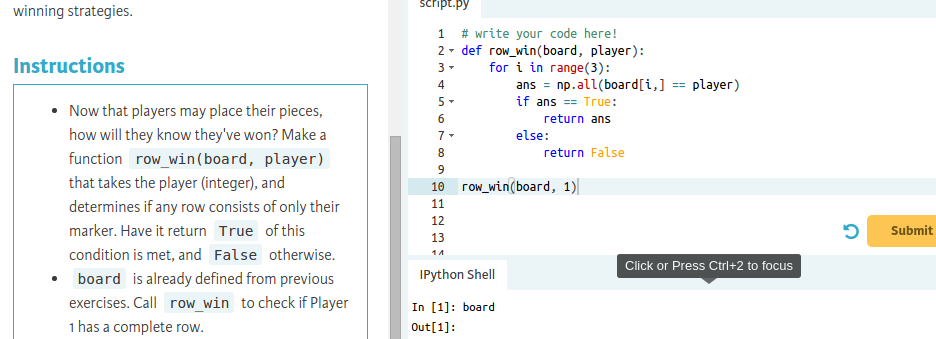 winning strategies.
Instructions
Now that players may place their pieces,
how will they know they've won? Make a
function row_win(board, player)
that takes the player (integer), and
determines if any row consists of only their
marker. Have it return True of this
condition is met, and False otherwise.
board is already defined from previous
exercises. Call row_win to check if Player
1 has a complete row.
script.py
1 # write your code here!
2 def row_win(board, player):
3 for i in range(3):
4 ans = np.all(board[i,] == player)
5 if ans == True:
6 return ans
7 else:
8 return False
9
10 row_win(board, 1)
11
12
13
14
Submit
Click or Press Ctrl+2 to focus
IPython Shell
In [1]: board
Out[1]: